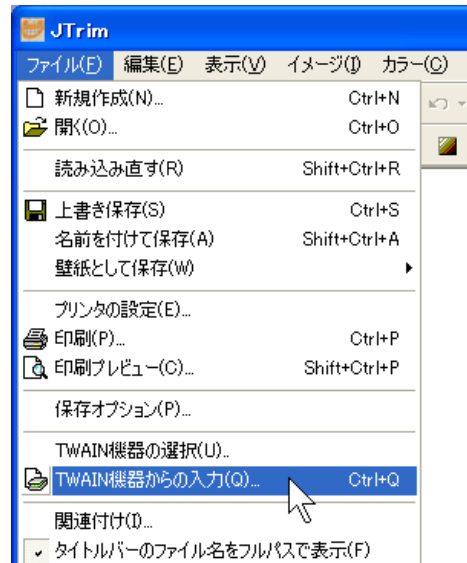 JTrim
ファイル(F) 編集(E) 表示(V) イメージ(I) カラー(C)
新規作成(N)... Ctrl+N
開く(O)... Ctrl+O
読み込み直す(R) Shift+Ctrl+R
上書き保存(S) Ctrl+S
名前を付けて保存(A) Shift+Ctrl+A
壁紙として保存(W)
プリンタの設定(E)...
印刷(P)... Ctrl+P
印刷プレビュー(C)... Shift+Ctrl+P
保存オプション(P)...
TWAIN機器の選択(U)..
TWAIN機器からの入力(Q)... Ctrl+Q
関連付け(I)...
タイトルバーのファイル名をフルパスで表示(F)